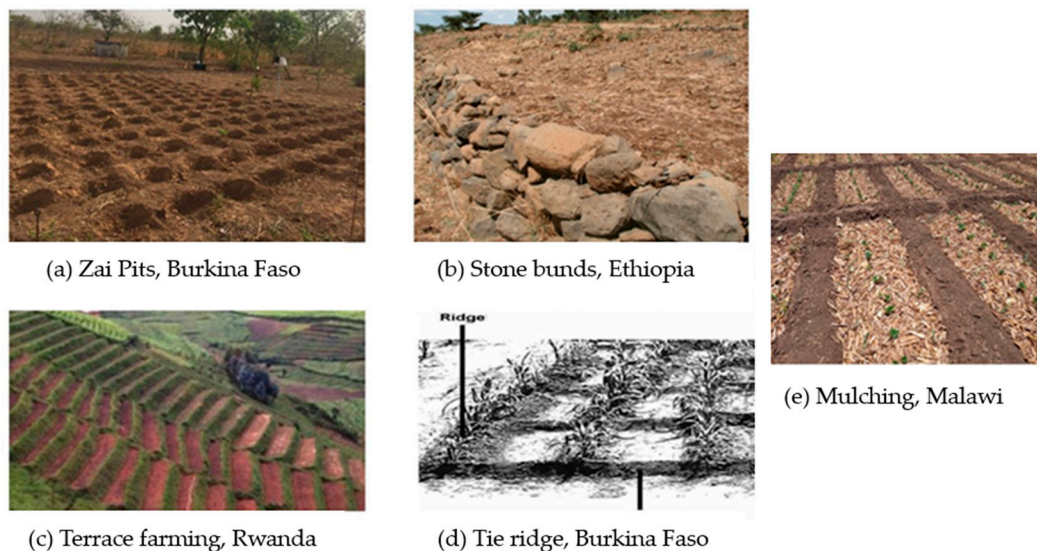 (a) Zai Pits, Burkina Faso
(b) Stone bunds, Ethiopia
Ridge
(c) Terrace farming, Rwanda
(d) Tie ridge, Burkina Faso
(e) Mulching, Malawi